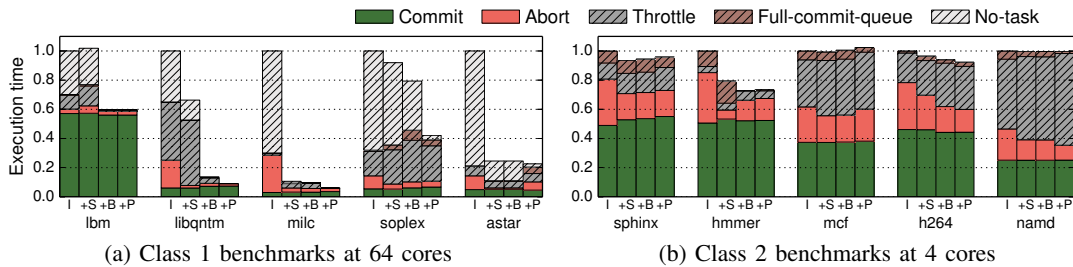 Commit Abort Throttle Full-commit-queue No-task
Execution time
1.0
0.8
0.6
0.4
0.2
0.0
I +S +B +P I +S +B +P I +S +B +P I +S +B +P I +S +B +P
lbm libqntm milc soplex astar
(a) Class 1 benchmarks at 64 cores
1.0
0.8
0.6
0.4
0.2
0.0
I +S +B +P I +S +B +P I +S +B +P I +S +B +P I +S +B +P
sphinx hmmer mcf h264 namd
(b) Class 2 benchmarks at 4 cores